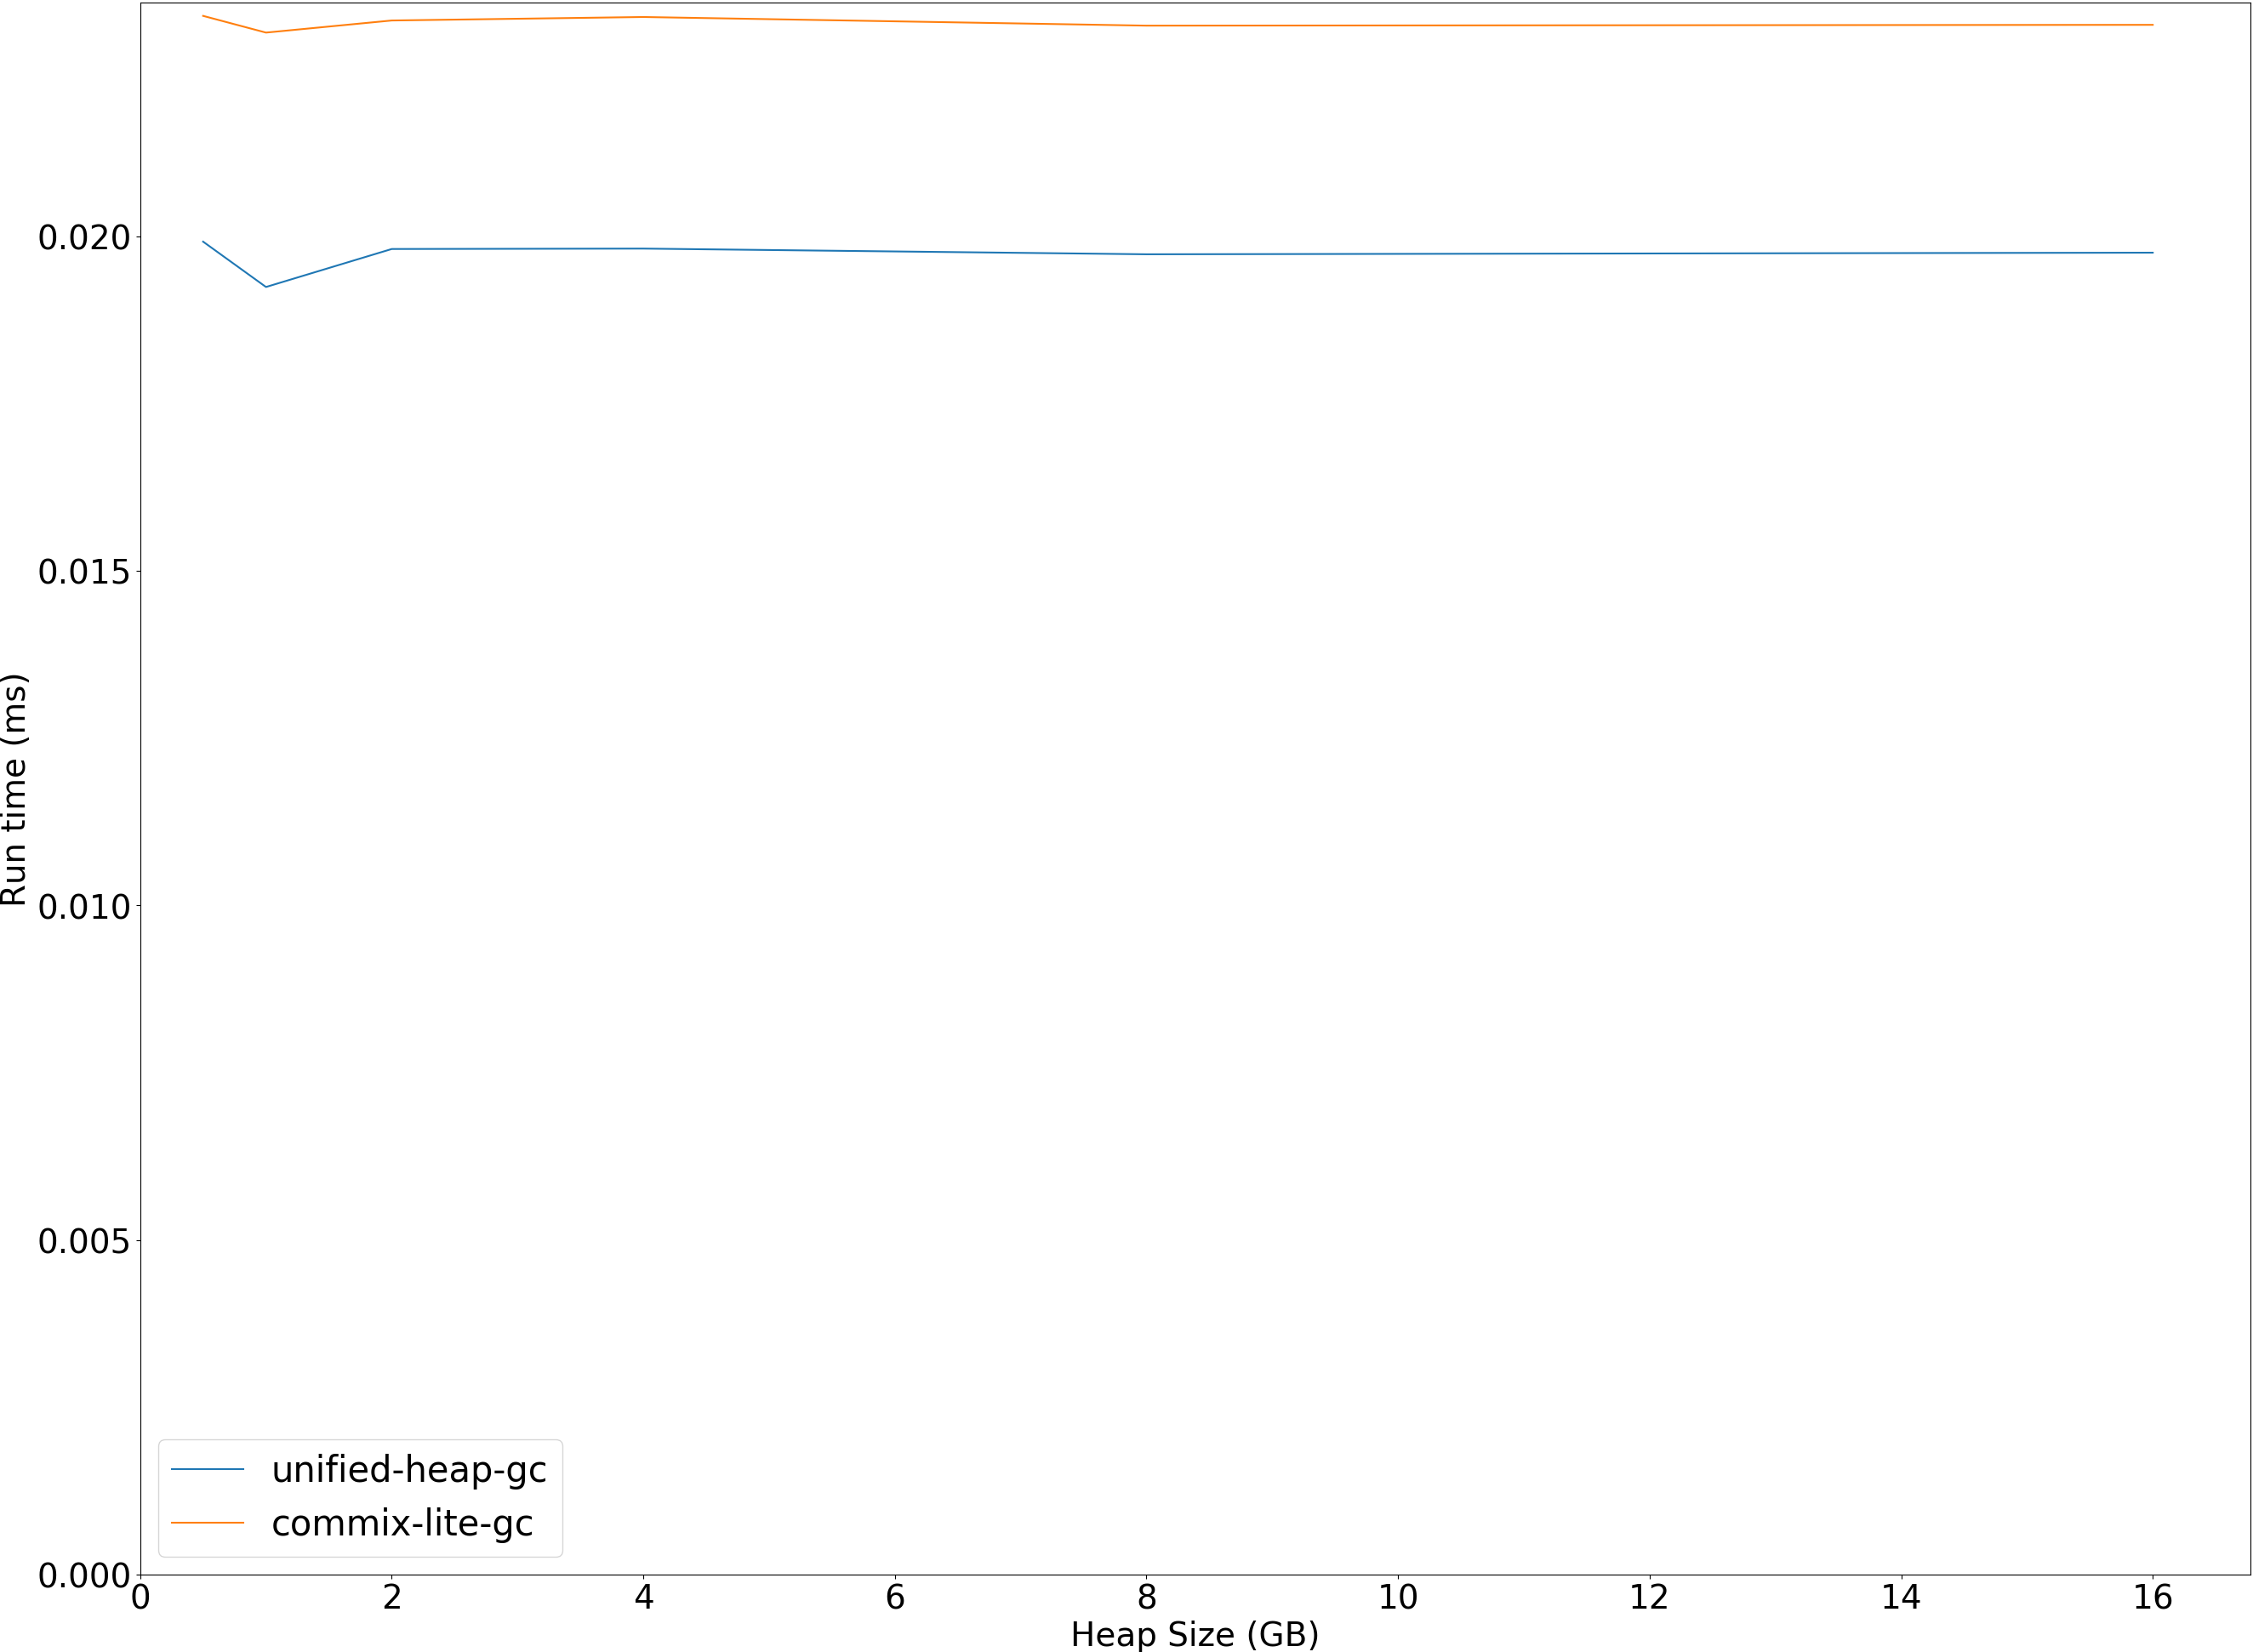 0.020
0.015
0.010
0.005
0.000
Run time (ms)
unified-heap-gc
commix-lite-gc
0 2 4 6 8 10 12 14 16
Heap Size (GB)